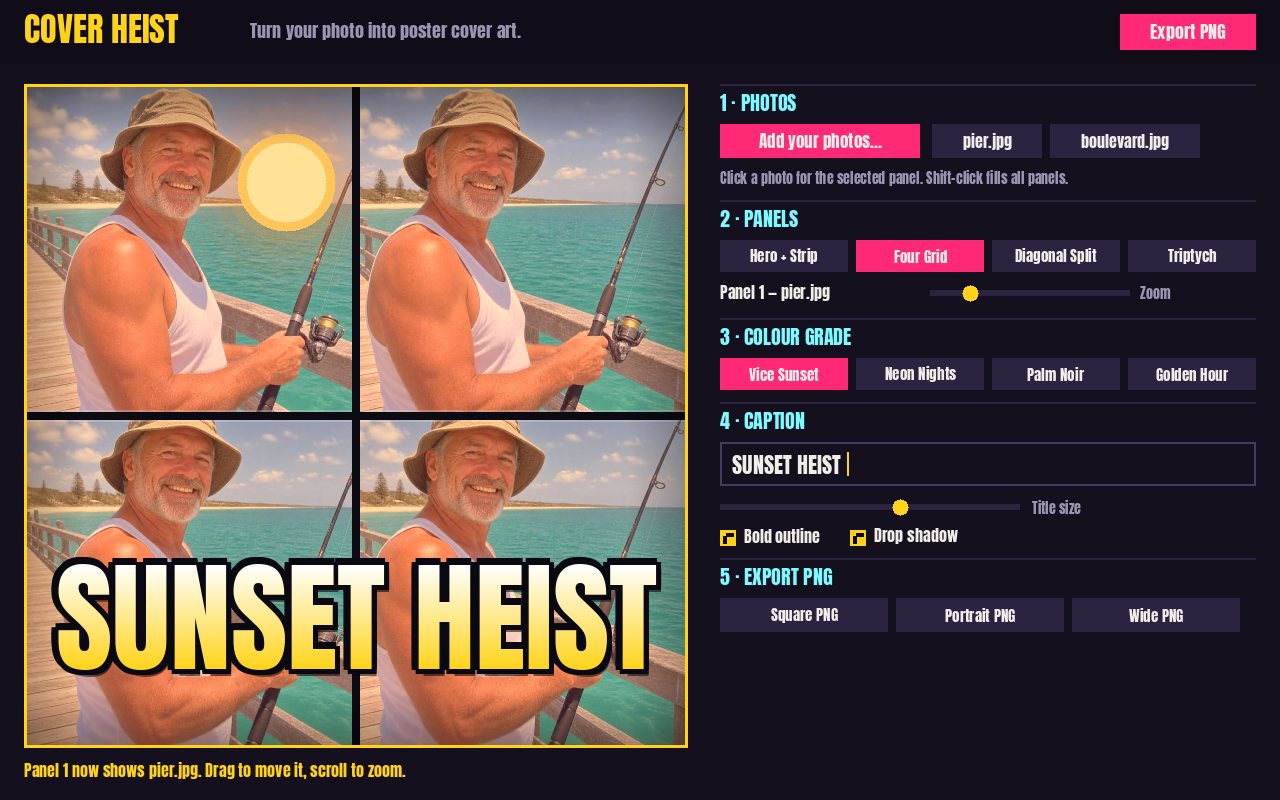 COVER HEIST
Turn your photo into poster cover art.
Export PNG
1 · PHOTOS
Add your photos...
pier.jpg
boulevard.jpg
Click a photo for the selected panel. Shift-click fills all panels.
2 · PANELS
Hero + Strip
Four Grid
Diagonal Split
Triptych
Panel 1 – pier.jpg
Zoom
3 · COLOUR GRADE
Vice Sunset
Neon Nights
Palm Noir
Golden Hour
4 · CAPTION
SUNSET HEIST
Title size
Bold outline
Drop shadow
5 · EXPORT PNG
Square PNG
Portrait PNG
Wide PNG
SUNSET HEIST
Panel 1 now shows pier.jpg. Drag to move it, scroll to zoom.